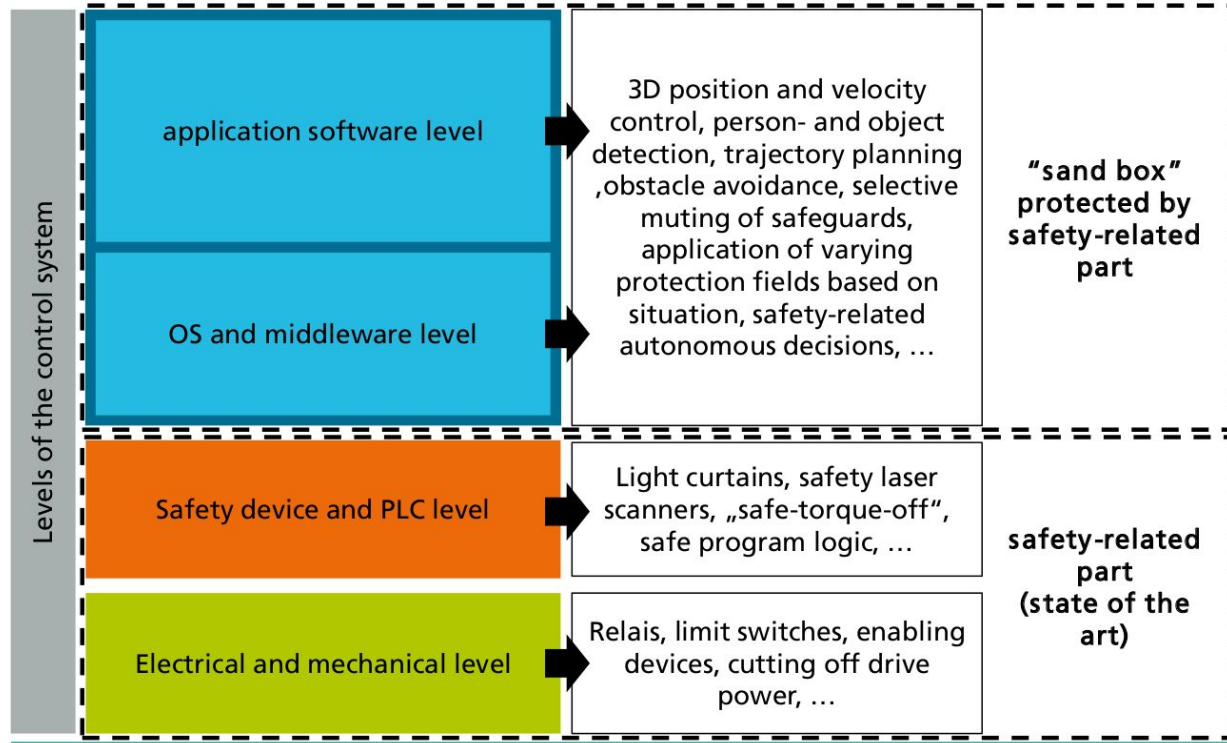 Levels of the control system
application software level
3D position and velocity
control, person- and object
detection, trajectory planning
,obstacle avoidance, selective
muting of safeguards,
application of varying
protection fields based on
situation, safety-related
autonomous decisions, …
“sand box”
protected by
safety-related
part
OS and middleware level
Safety device and PLC level
Light curtains, safety laser
scanners, „safe-torque-off“,
safe program logic, …
safety-related
part
(state of the
art)
Electrical and mechanical level
Relais, limit switches, enabling
devices, cutting off drive
power, …